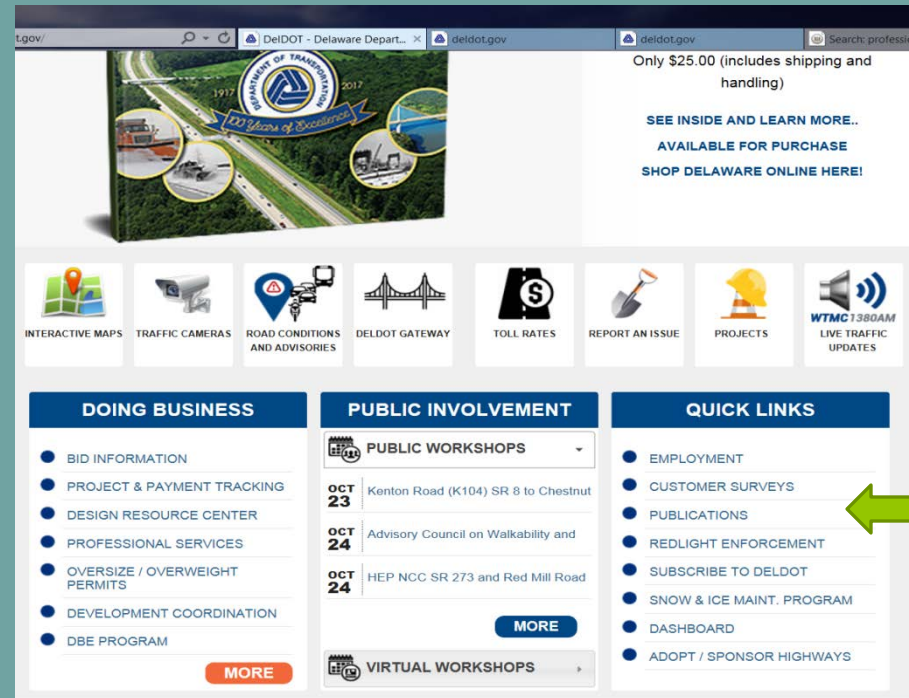 t.gov/
DelDOT - Delaware Depart...
deldot.gov
deldot.gov
Search: professi
DEPARTMENT OF TRANSPORTATION
1917
2017
100 Years of Excellence
Only $25.00 (includes shipping and
handling)
SEE INSIDE AND LEARN MORE..
AVAILABLE FOR PURCHASE
SHOP DELAWARE ONLINE HERE!
INTERACTIVE MAPS
TRAFFIC CAMERAS
ROAD CONDITIONS
AND ADVISORIES
DELDOT GATEWAY
TOLL RATES
REPORT AN ISSUE
PROJECTS
WTMC1380AM
LIVE TRAFFIC
UPDATES
DOING BUSINESS
BID INFORMATION
PROJECT & PAYMENT TRACKING
DESIGN RESOURCE CENTER
PROFESSIONAL SERVICES
OVERSIZE / OVERWEIGHT
PERMITS
DEVELOPMENT COORDINATION
DBE PROGRAM
MORE
PUBLIC INVOLVEMENT
PUBLIC WORKSHOPS
OCT
23
Kenton Road (K104) SR 8 to Chestnut
OCT
24
Advisory Council on Walkability and
OCT
24
HEP NCC SR 273 and Red Mill Road
MORE
VIRTUAL WORKSHOPS
QUICK LINKS
EMPLOYMENT
CUSTOMER SURVEYS
PUBLICATIONS
REDLIGHT ENFORCEMENT
SUBSCRIBE TO DELDOT
SNOW & ICE MAINT. PROGRAM
DASHBOARD
ADOPT / SPONSOR HIGHWAYS